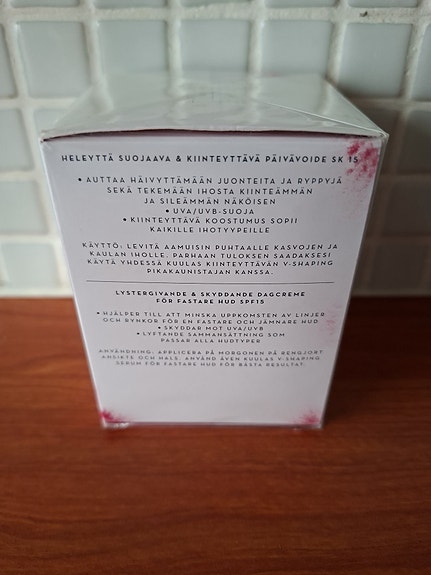 HELEYTTÄ SUOJAAVA & KIINTEYTTÄVÄ PÄIVÄVOIDE SK 15
• AUTTAA HÄIVYTTÄMÄÄN JUONTEITA JA RYPPYJÄ
SEKÄ TEKEMÄÄN IHOSTA KIINTEÄMMÄN
JA SILEÄMMÄN NÄKÖISEN
• UVA/UVB-SUOJA
• KIINTEYTTÄVÄ KOOSTUMUS SOPII
KAIKILLE IHOTYYPEILLE
KÄYTTÖ: LEVITÄ AAMUISIN PUHTAALLE KASVOJEN JA
KAULAN IHOLLE. PARHAAN TULOKSEN SAADAKSESI
KÄYTÄ YHDESSÄ KUULAS KIINTEYTTÄVÄN V-SHAPING
PIKAKAUNISTAJAN KANSSA.
LYSTERGIVANDE & SKYDDANDE DAGCREME
FÖR FASTARE HUD SPF15
• HJÄLPER TILL ATT MINSKA UPPKOMSTEN AV LINJER
OCH RYNKOR FÖR EN FASTARE OCH JÄMNARE HUD
• SKYDDAR MOT UVA/UVB
• LYFTANDE SAMMANSÄTTNING SOM
PASSAR ALLA HUDTYPER
ANVÄNDNING: APPLICERA PÅ MORGONEN PÅ RENGJORT
ANSIKTE OCH HALS. ANVÄND ÄVEN KUULAS V-SHAPING
SERUM FÖR FASTARE HUD FÖR BÄSTA RESULTAT.